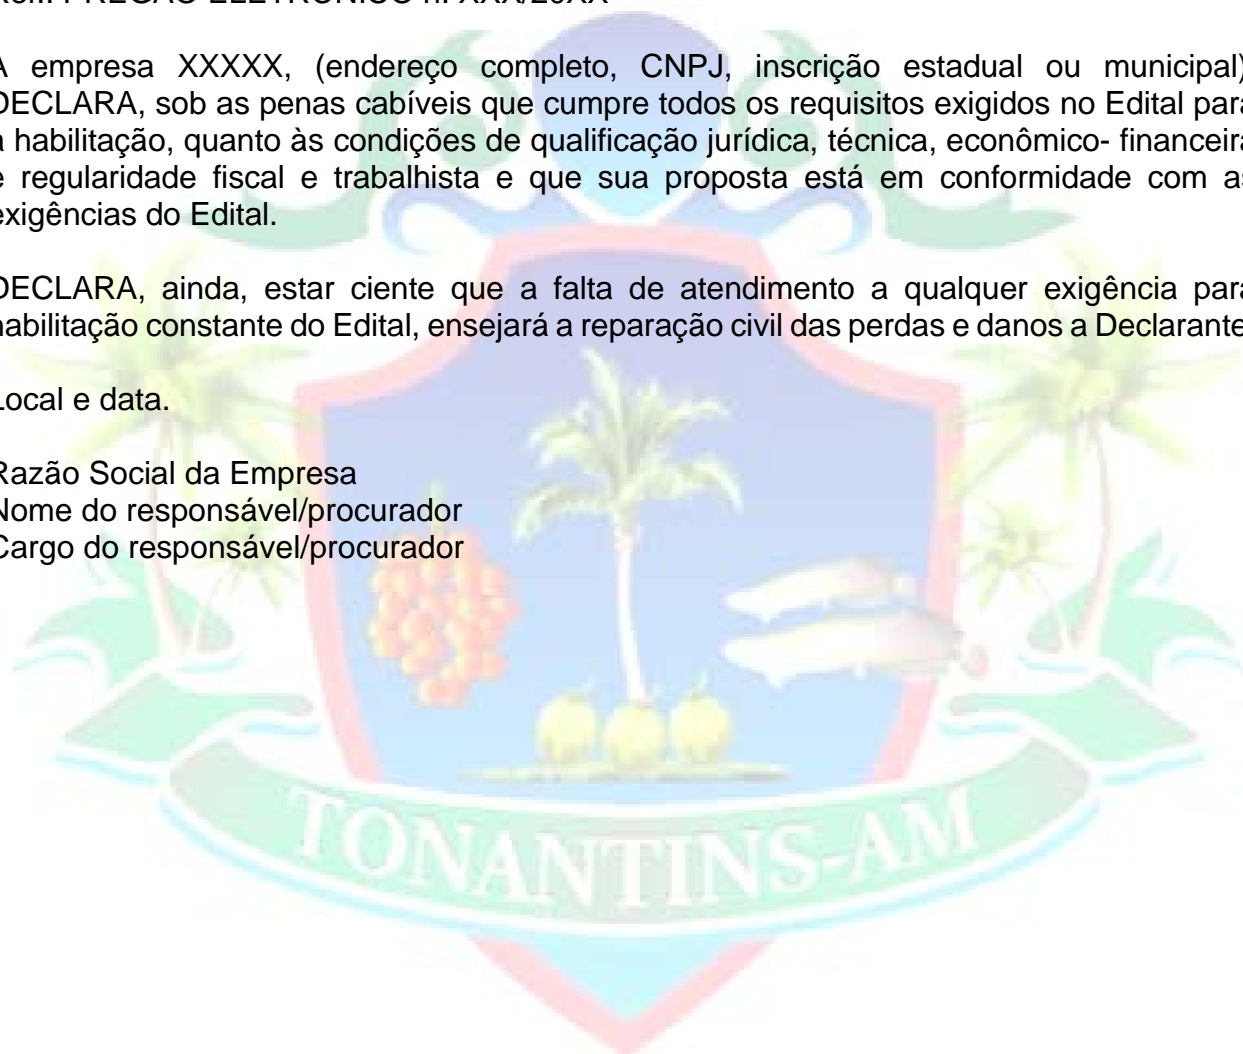 A empresa XXXXX, (endereço completo, CNPJ, inscrição estadual ou municipal)
DECLARA, sob as penas cabíveis que cumpre todos os requisitos exigidos no Edital para
a habilitação, quanto às condições de qualificação jurídica, técnica, econômico- financeira
e regularidade fiscal e trabalhista e que sua proposta está em conformidade com as
exigências do Edital.
DECLARA, ainda, estar ciente que a falta de atendimento a qualquer exigência para
habilitação constante do Edital, ensejará a reparação civil das perdas e danos a Declarante
Local e data.
Razão Social da Empresa
Nome do responsável/procurador
Cargo do responsável/procurador
TONANTINS-AM